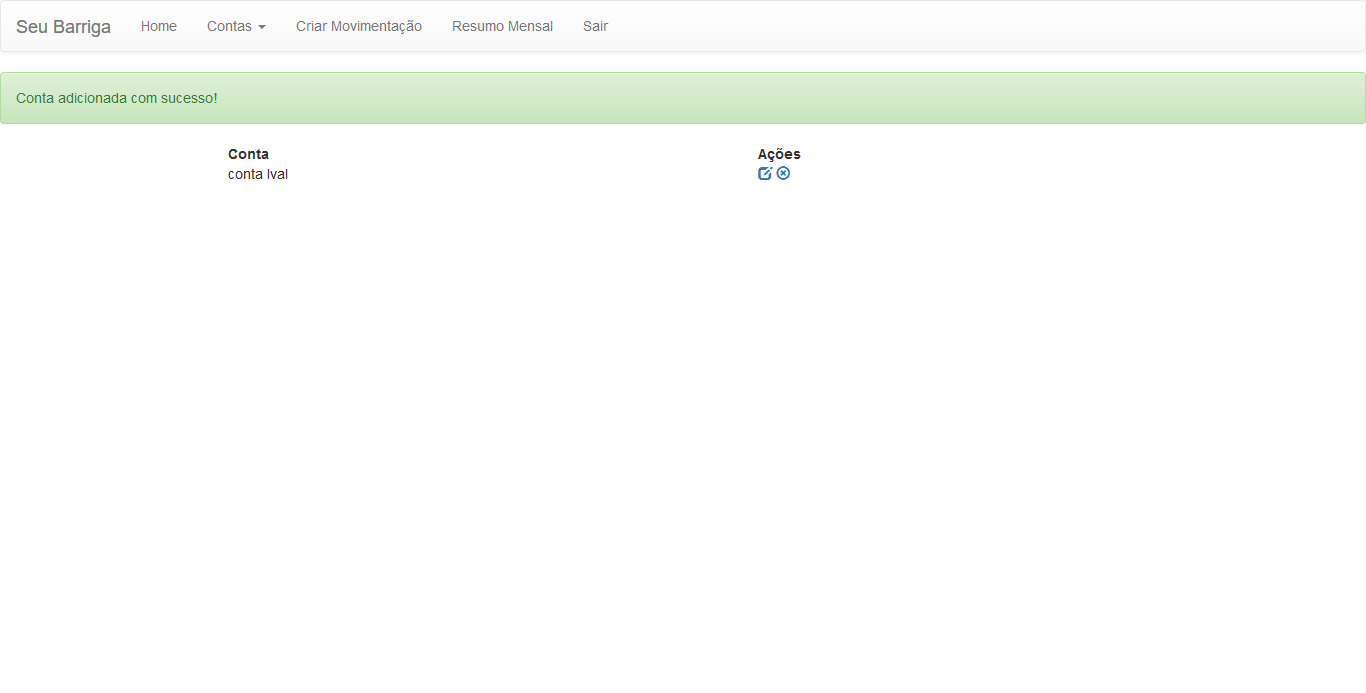 Seu Barriga Home Contas Criar Movimentação Resumo Mensal Sair
Conta adicionada com sucesso!
Conta Ações
conta Ival